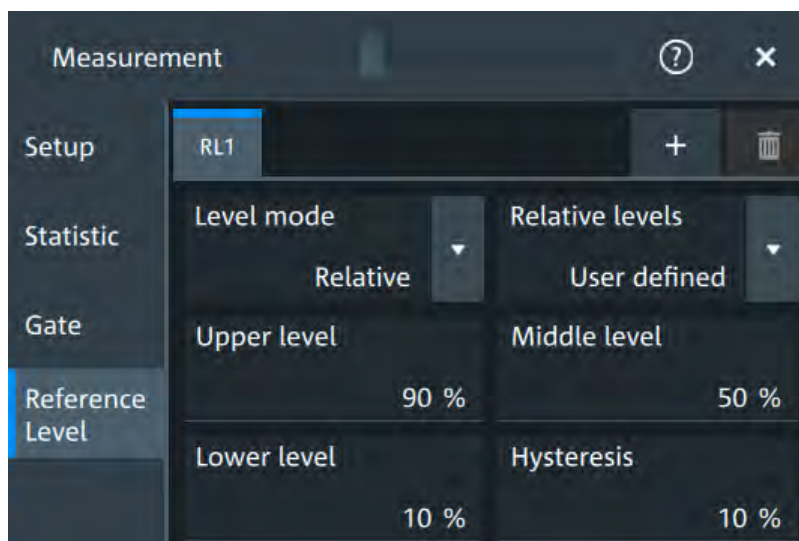 Measurement
?
×
Setup
RL1
+
Statistic
Level mode
Relative
Relative levels
User defined
Gate
Upper level
90 %
Middle level
50 %
Reference
Level
Lower level
10 %
Hysteresis
10 %